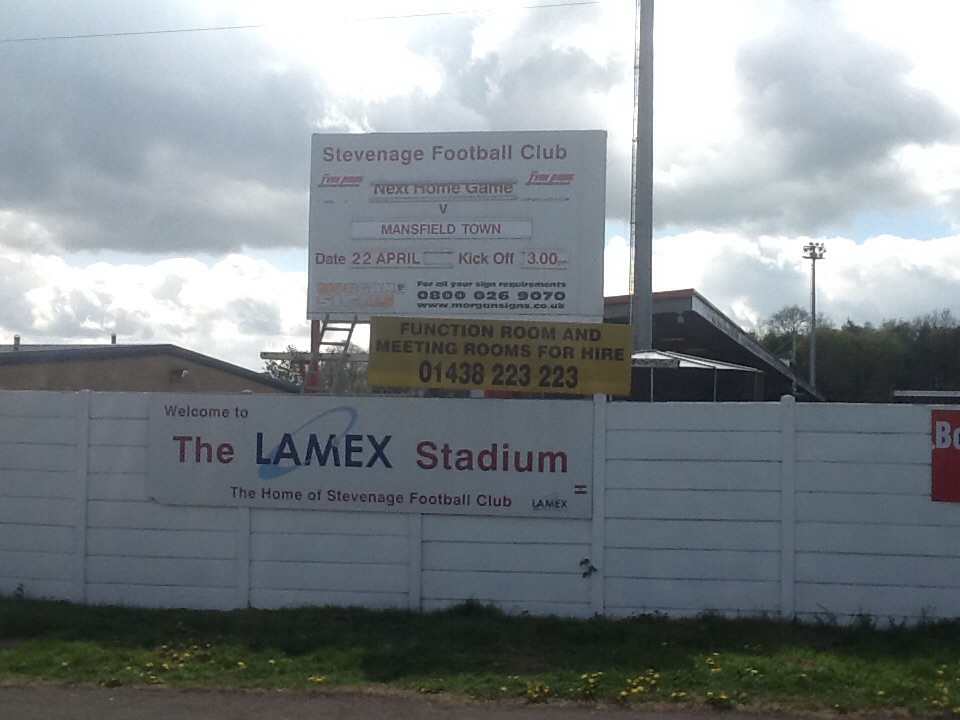 Stevenage Football Club
Next Home Game
V
MANSFIELD TOWN
Date 22 APRIL Kick Off 3.00
MORGAN SIGNS
For all your sign requirements
0800 026 9070
www.morgansigns.co.uk
FUNCTION ROOM AND
MEETING ROOMS FOR HIRE
01438 223 223
Welcome to
The LAMEX Stadium
The Home of Stevenage Football Club
LAMEX